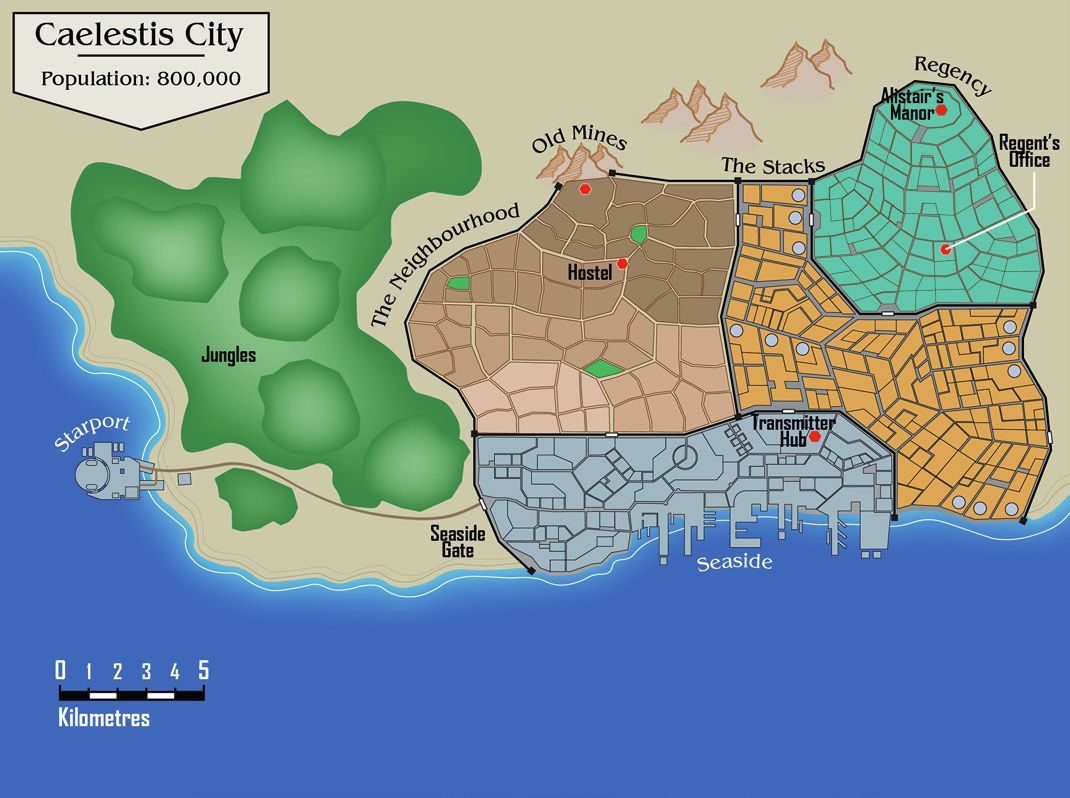 Caelestis City
Population: 800,000
Regency
Alistair's
Manor
Regent's
Office
Old Mines
The Stacks
The Neighbourhood
Hostel
Jungles
Starport
Transmitter
Hub
Seaside
Gate
Seaside
0 1 2 3 4 5
Kilometres